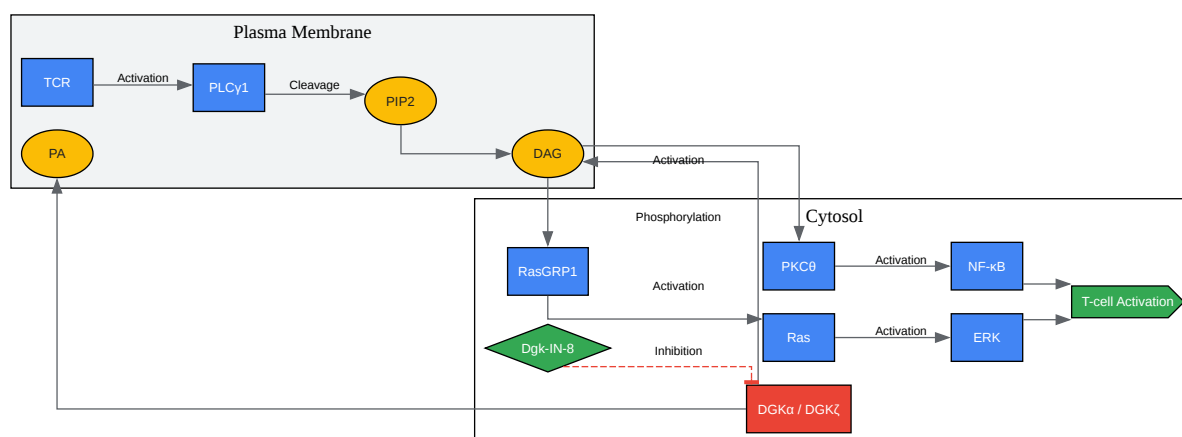 Plasma Membrane
TCR
Activation
PLCγ1
Cleavage
PIP2
PA
DAG
Activation
Phosphorylation
Cytosol
RasGRP1
PKCθ
Activation
NF-κB
Activation
T-cell Activation
Ras
Activation
ERK
Dgk-IN-8
Inhibition
DGKα / DGKζ